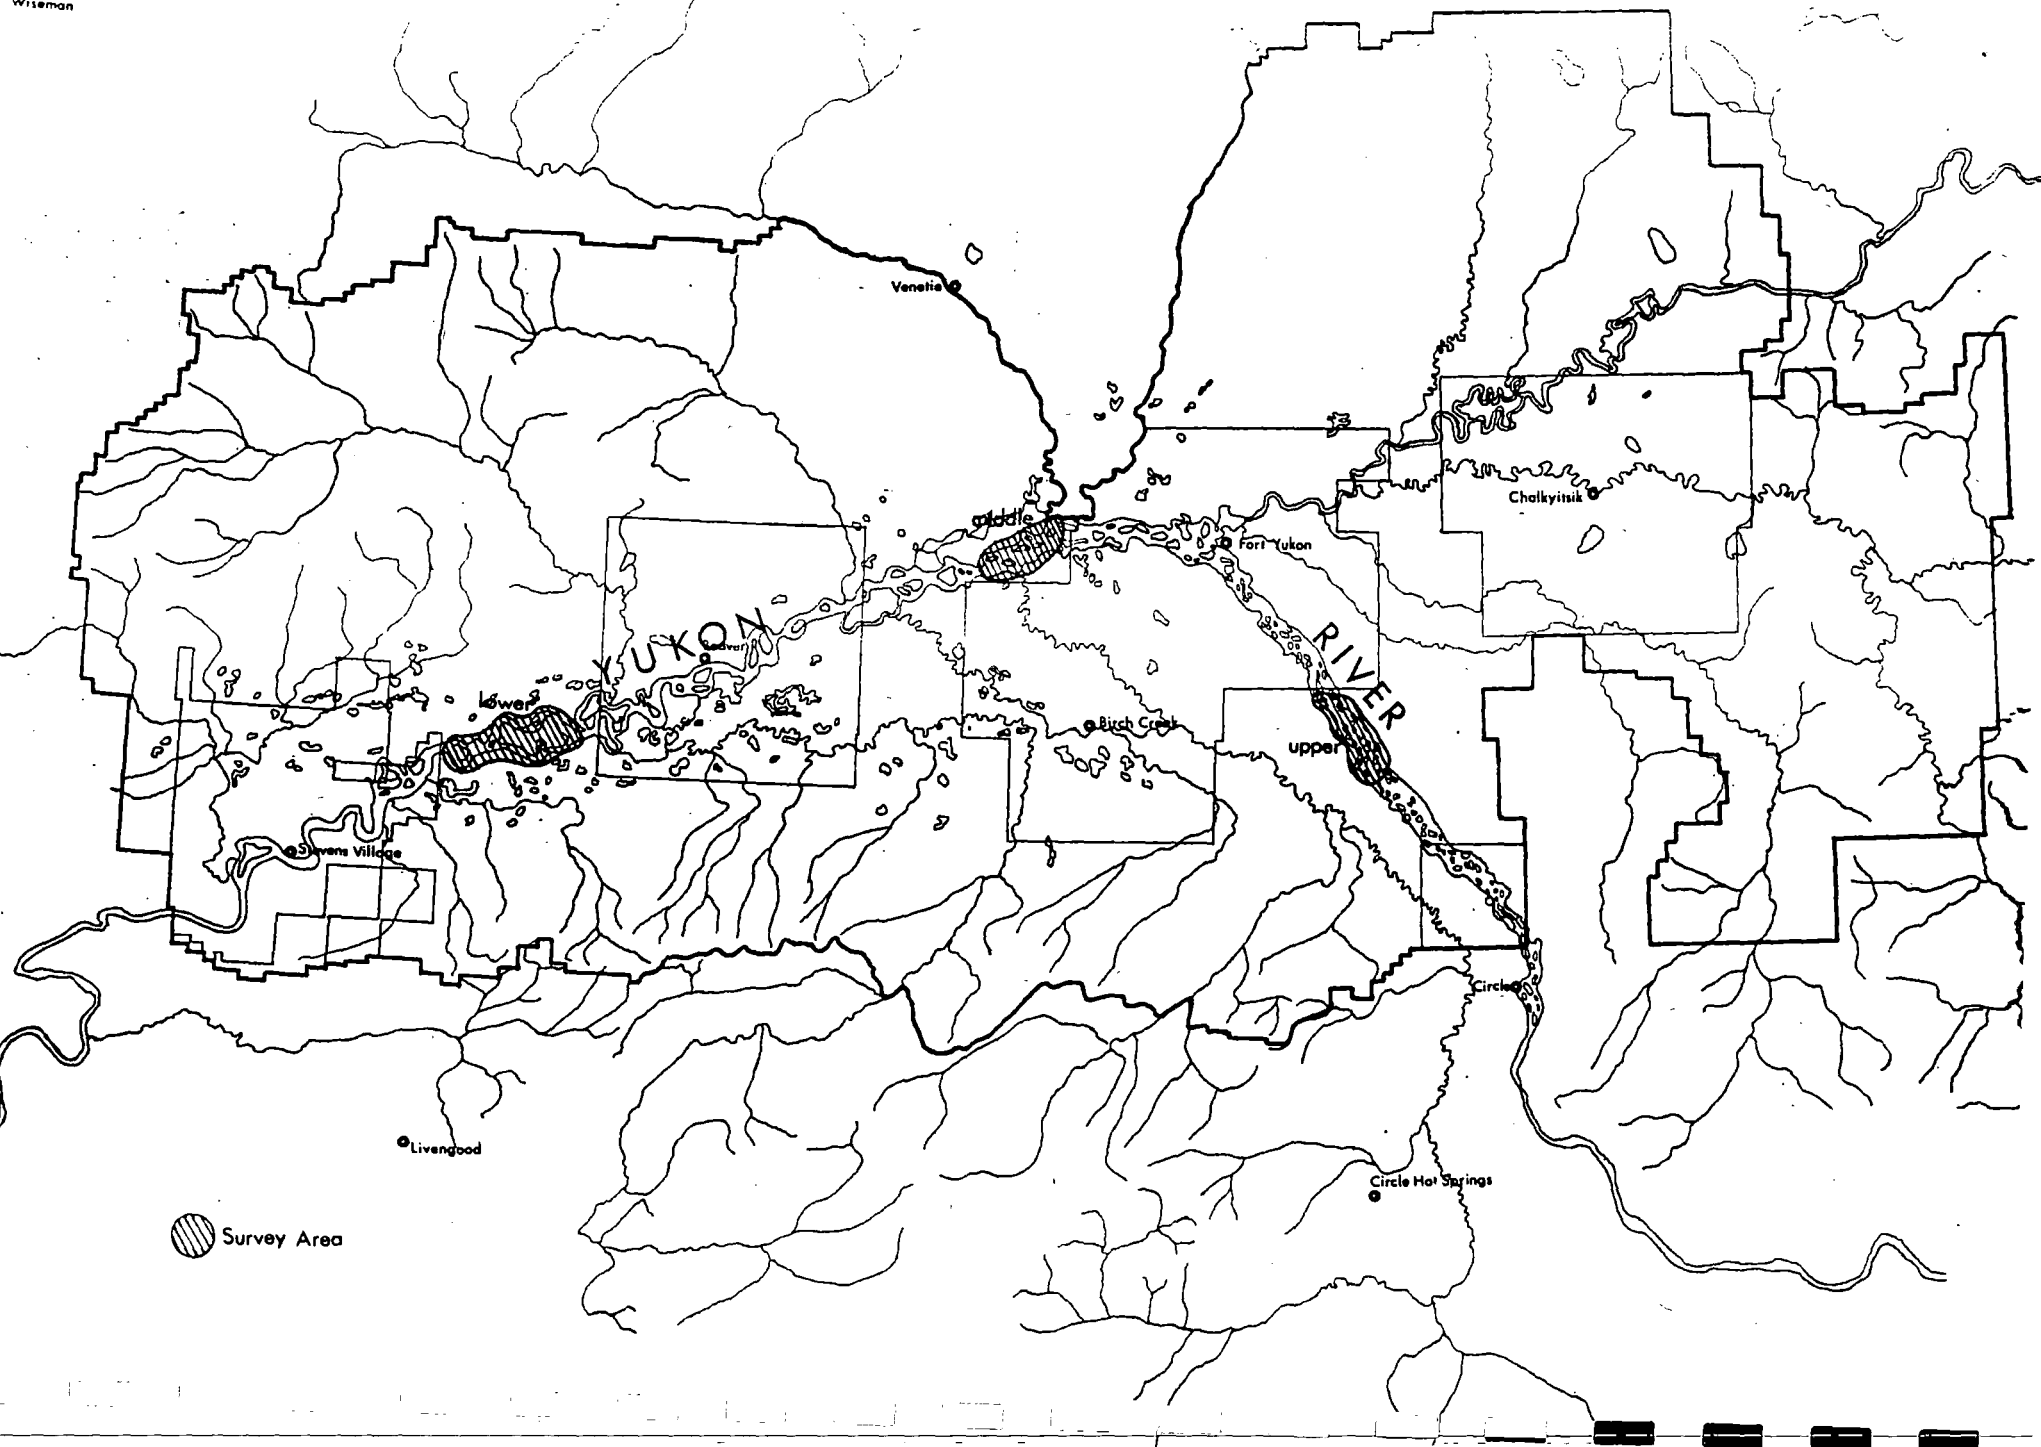 Wiseman
Venetie
Chalkyitsik
middle
Fort Yukon
YUKON
Beaver
RIVER
lower
Birch Creek
upper
Stevens Village
Circle
Livengood
Circle Hot Springs
Survey Area